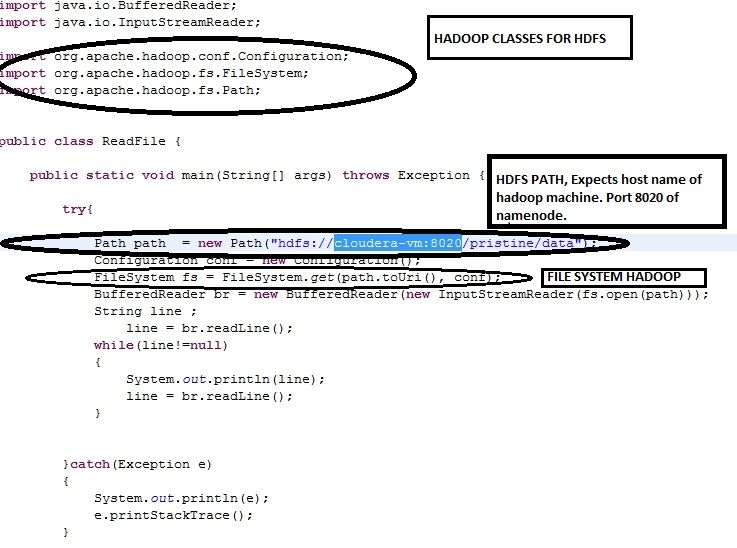 import java.io.BufferedReader;
import java.io.InputStreamReader;
HADOOP CLASSES FOR HDFS
import org.apache.hadoop.conf.Configuration;
import org.apache.hadoop.fs.FileSystem;
import org.apache.hadoop.fs.Path;
public class ReadFile {
public static void main(String[] args) throws Exception {
HDFS PATH, Expects host name of
hadoop machine. Port 8020 of
namenode.
try{
Path path  = new Path("hdfs://cloudera-vm:8020/pristine/data");
Configuration conf = new Configuration();
FileSystem fs = FileSystem.get(path.toUri(), conf);
FILE SYSTEM HADOOP
BufferedReader br = new BufferedReader(new InputStreamReader(fs.open(path)));
String line ;
line = br.readLine();
while(line!=null)
{
System.out.println(line);
line = br.readLine();
}
}catch(Exception e)
{
System.out.println(e);
e.printStackTrace();
}